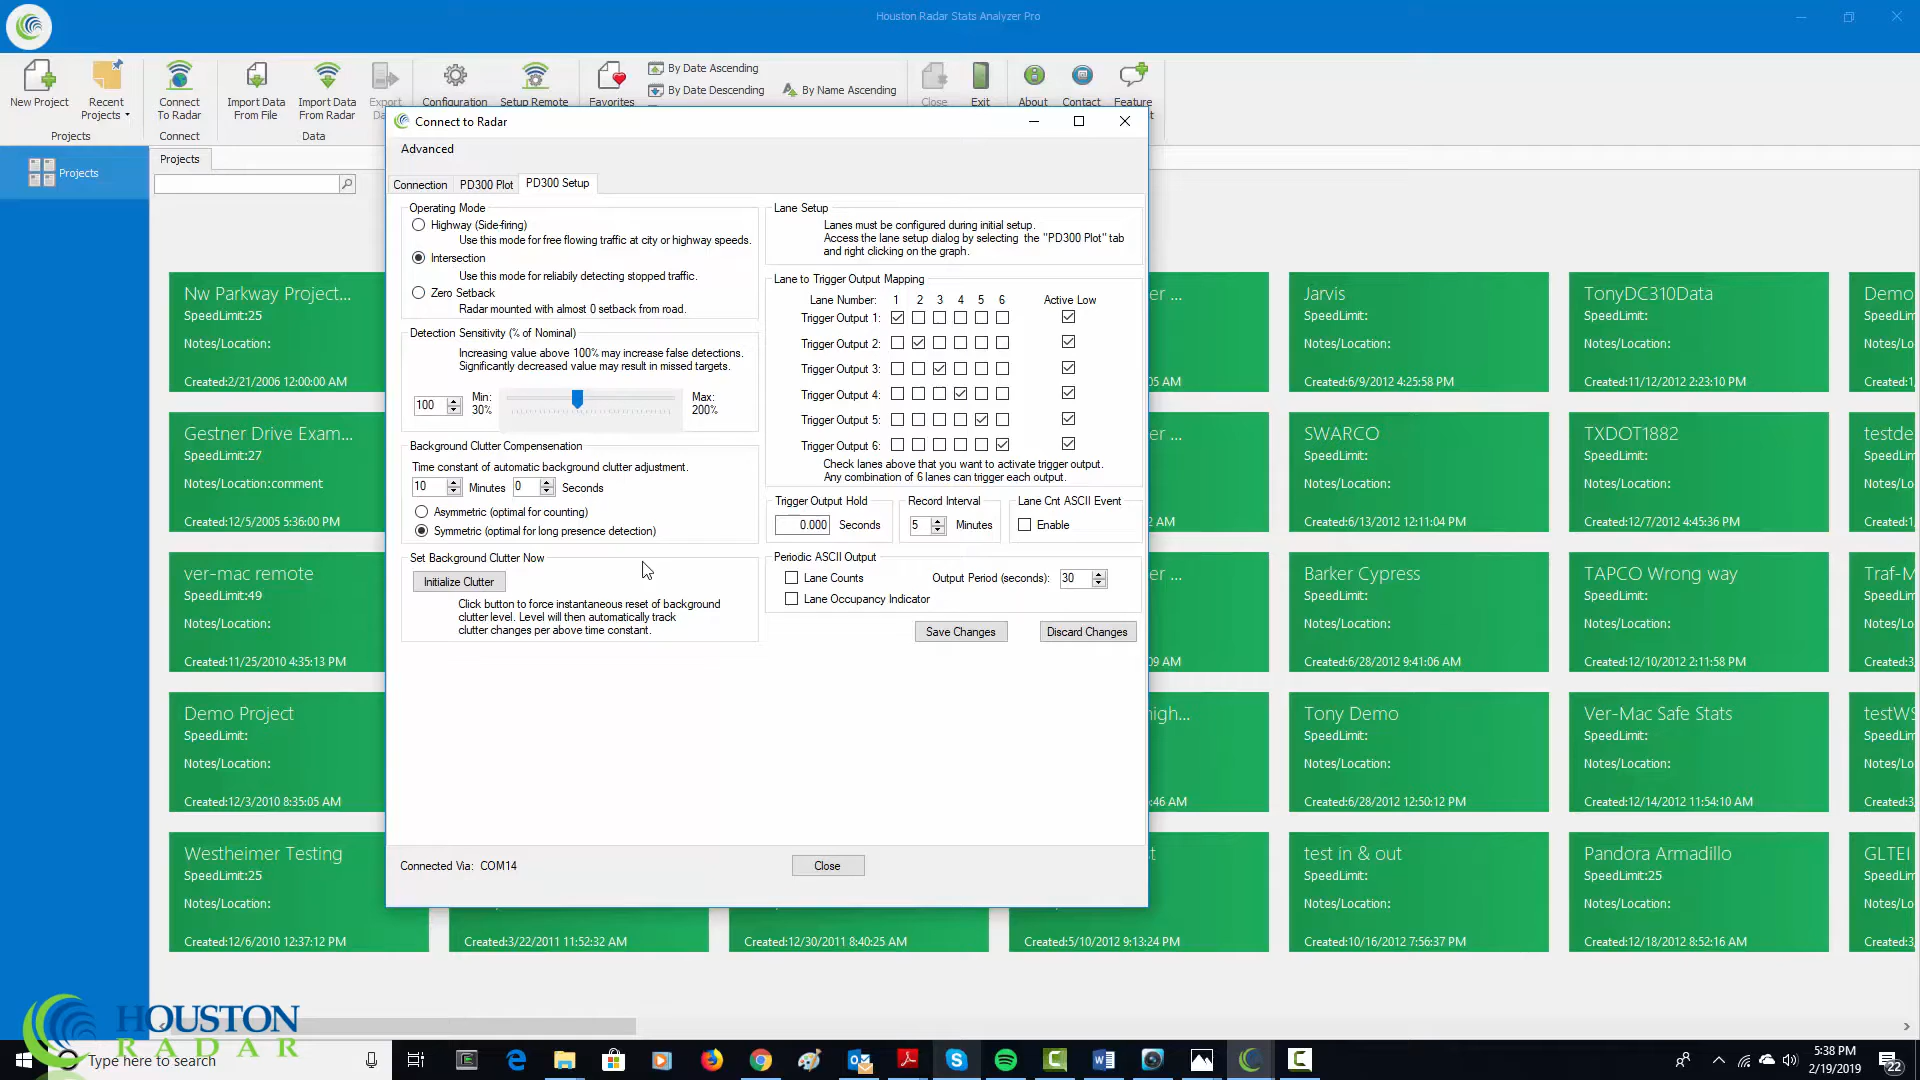 Houston Radar Stats Analyzer Pro
New Project
Recent
Projects
Connect
To Radar
Import Data
From File
Import Data
From Radar
Export
Configuration
Setup Remote
Favorites
By Date Ascending
By Date Descending
By Name Ascending
Close
Exit
About
Contact
Feature
Projects
Connect
Data
Projects
Projects
Connect to Radar
Advanced
Connection
PD300 Plot
PD300 Setup
Operating Mode
Highway (Side-firing)
Use this mode for free flowing traffic at city or highway speeds.
Intersection
Use this mode for reliabily detecting stopped traffic.
Zero Setback
Radar mounted with almost 0 setback from road.
Detection Sensitivity (% of Nominal)
Increasing value above 100% may increase false detections.
Significantly decreased value may result in missed targets.
100
Min:
30%
Max:
200%
Background Clutter Compensenation
Time constant of automatic background clutter adjustment.
10 Minutes 0 Seconds
Asymmetric (optimal for counting)
Symmetric (optimal for long presence detection)
Set Background Clutter Now
Initialize Clutter
Click button to force instantaneous reset of background
clutter level. Level will then automatically track
clutter changes per above time constant.
Lane Setup
Lanes must be configured during initial setup.
Access the lane setup dialog by selecting the "PD300 Plot" tab
and right clicking on the graph.
Lane to Trigger Output Mapping
Lane Number: 1 2 3 4 5 6 Active Low
Trigger Output 1:
Trigger Output 2:
Trigger Output 3:
Trigger Output 4:
Trigger Output 5:
Trigger Output 6:
Check lanes above that you want to activate trigger output.
Any combination of 6 lanes can trigger each output.
Trigger Output Hold
0.000 Seconds
Record Interval
5 Minutes
Lane Cnt ASCII Event
Enable
Periodic ASCII Output
Lane Counts
Output Period (seconds): 30
Lane Occupancy Indicator
Save Changes
Discard Changes
Connected Via: COM14
Close
Nw Parkway Project...
SpeedLimit:25
Notes/Location:
Created:2/21/2006 12:00:00 AM
Gestner Drive Exam...
SpeedLimit:27
Notes/Location:comment
Created:12/5/2005 5:36:00 PM
ver-mac remote
SpeedLimit:49
Notes/Location:
Created:11/25/2010 4:35:13 PM
Demo Project
SpeedLimit:
Notes/Location:
Created:12/3/2010 8:35:05 AM
Westheimer Testing
SpeedLimit:25
Notes/Location:
Created:12/6/2010 12:37:12 PM
Created:3/22/2011 11:52:32 AM
Created:12/30/2011 8:40:25 AM
Created:5/10/2012 9:13:24 PM
Jarvis
SpeedLimit:
Notes/Location:
Created:6/9/2012 4:25:58 PM
SWARCO
SpeedLimit:
Notes/Location:
Created:6/13/2012 12:11:04 PM
Barker Cypress
SpeedLimit:
Notes/Location:
Created:6/28/2012 9:41:06 AM
Tony Demo
SpeedLimit:
Notes/Location:
Created:6/28/2012 12:50:12 PM
test in & out
SpeedLimit:
Notes/Location:
Created:10/16/2012 7:56:37 PM
TonyDC310Data
SpeedLimit:
Notes/Location:
Created:11/12/2012 2:23:10 PM
TXDOT1882
SpeedLimit:
Notes/Location:
Created:12/7/2012 4:45:36 PM
TAPCO Wrong way
SpeedLimit:
Notes/Location:
Created:12/10/2012 2:11:58 PM
Ver-Mac Safe Stats
SpeedLimit:
Notes/Location:
Created:12/14/2012 11:54:10 AM
Pandora Armadillo
SpeedLimit:25
Notes/Location:
Created:12/18/2012 8:52:16 AM
Demo
testde
Traf-M
testWS
GLTEI
HOUSTON
RADAR
Type here to search
5:38 PM
2/19/2019
22